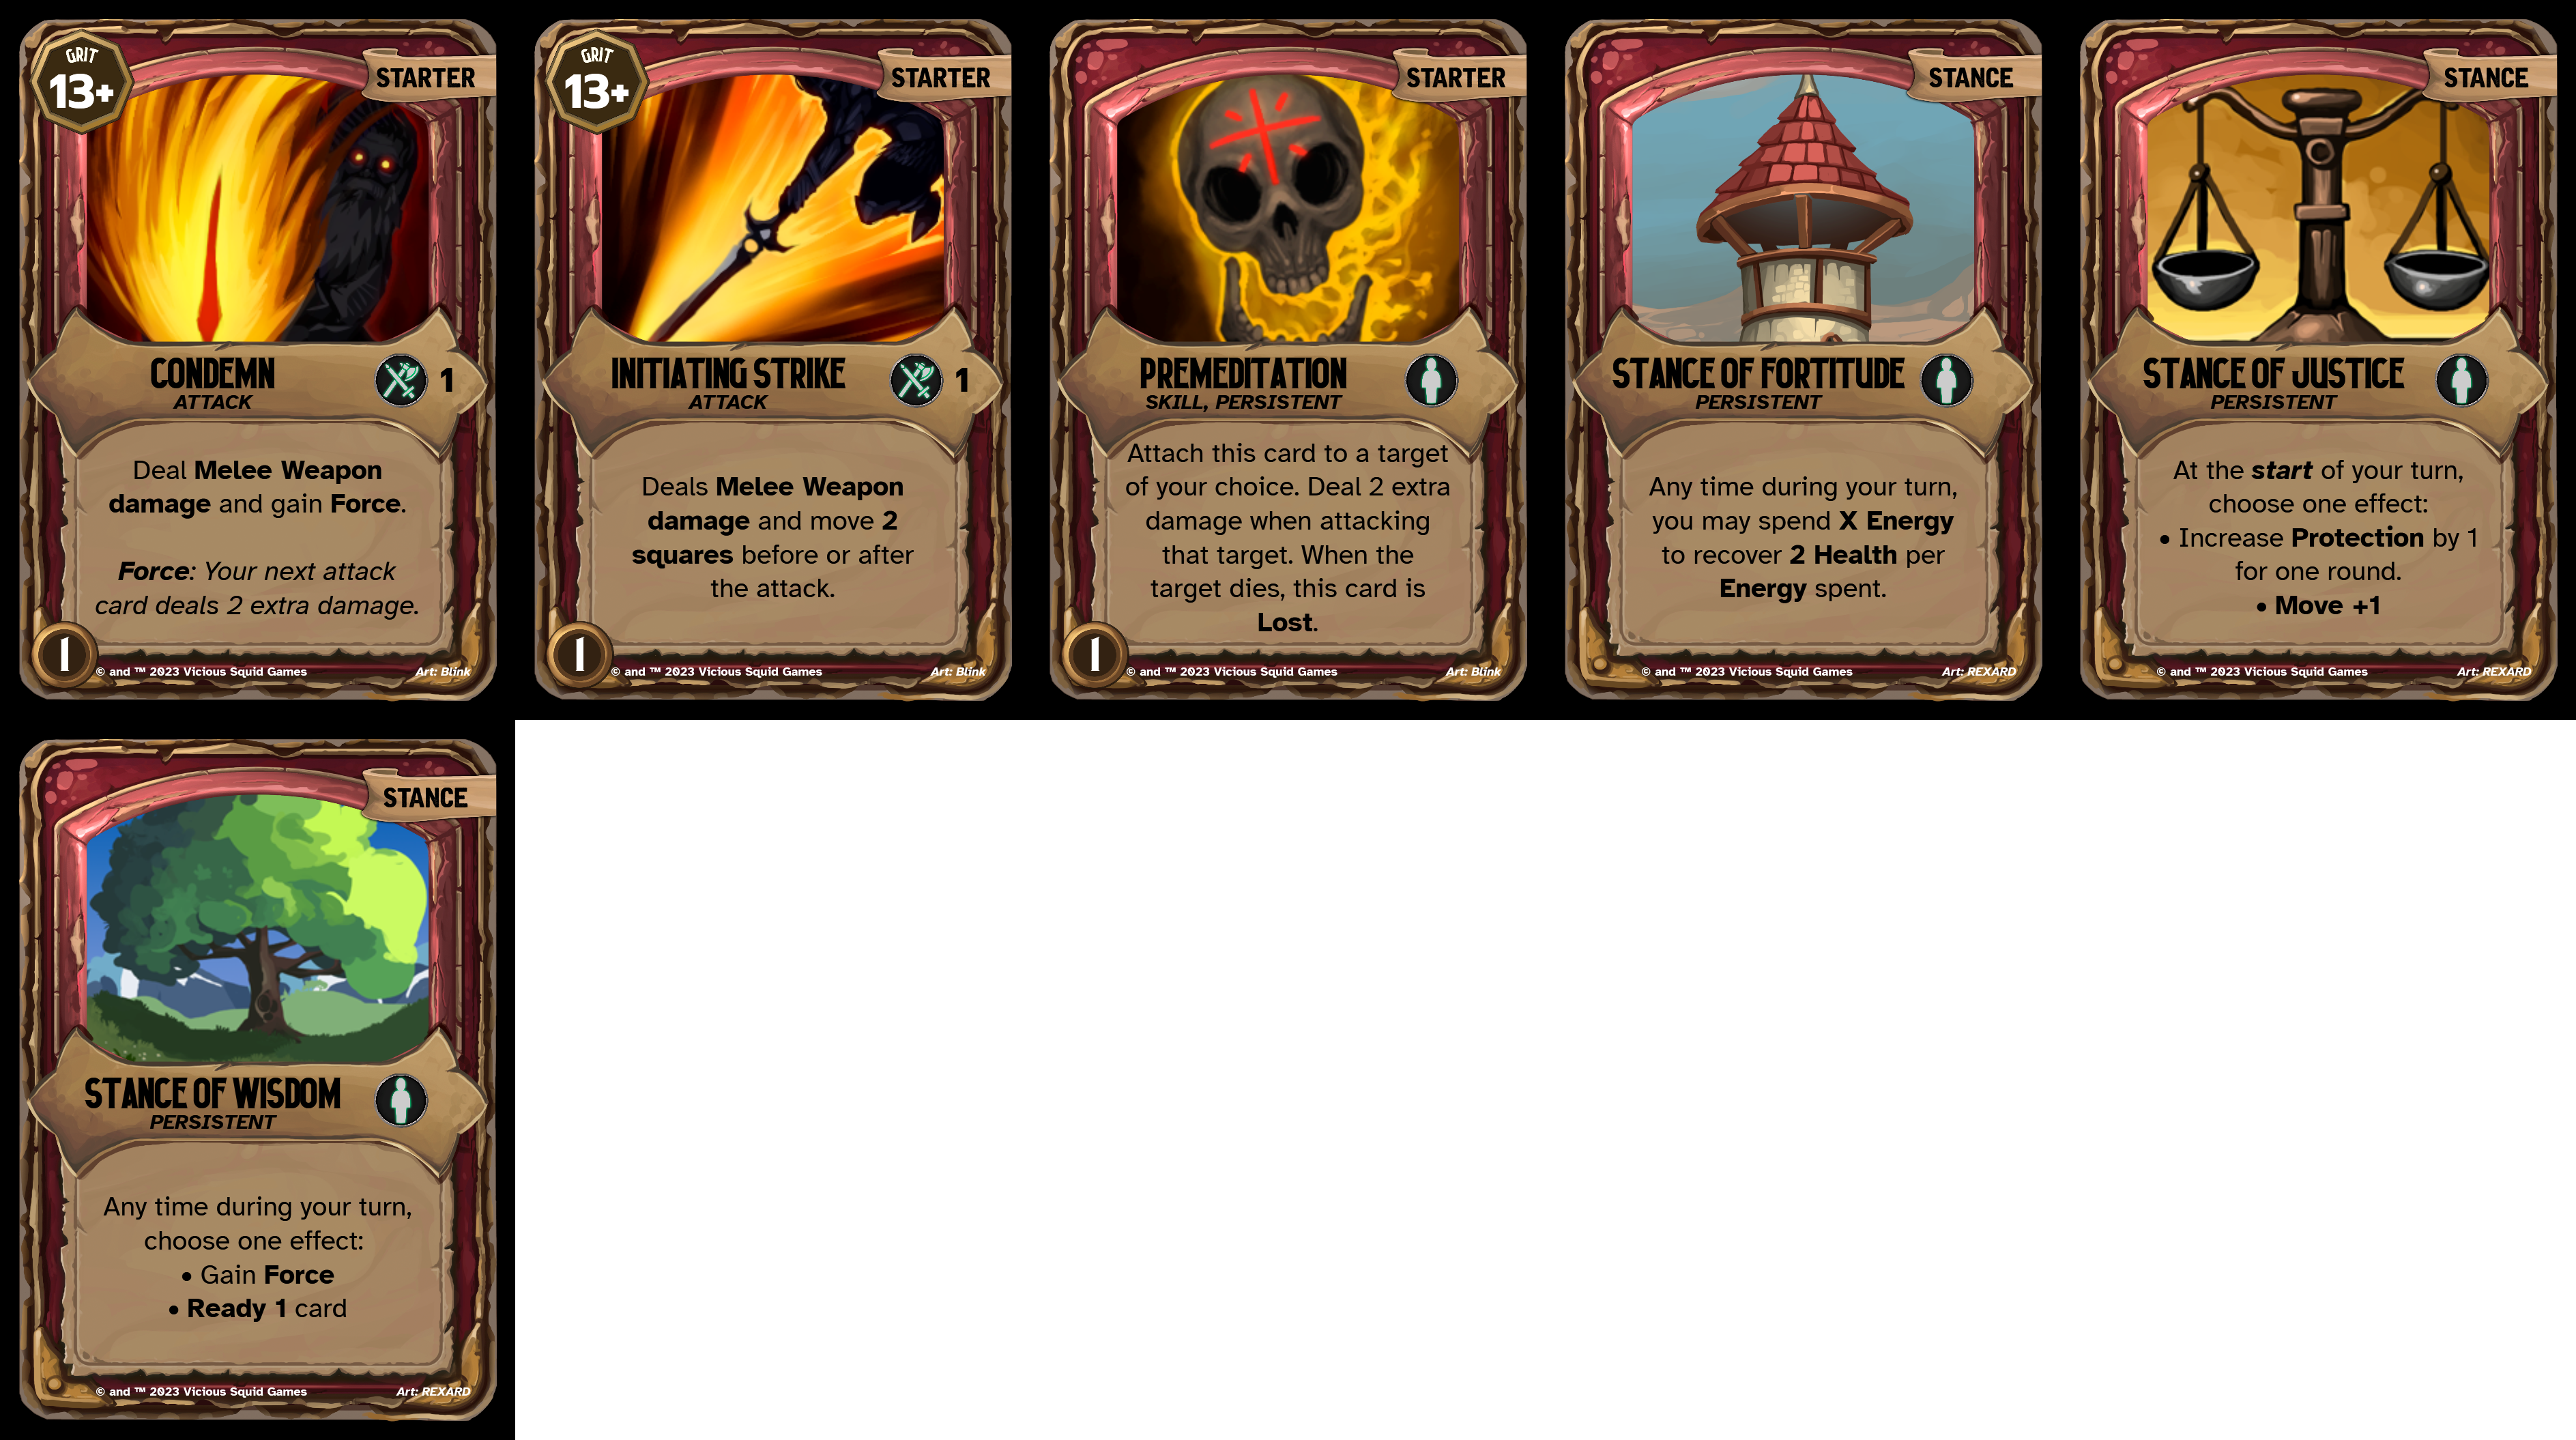 GRIT
13+
STARTER
CONDEMN
1
ATTACK
Deal Melee Weapon
damage and gain Force.
Force: Your next attack
card deals 2 extra damage.
1
© and ™ 2023 Vicious Squid Games
Art: Blink
GRIT
13+
STARTER
INITIATING STRIKE
1
ATTACK
Deals Melee Weapon
damage and move 2
squares before or after
the attack.
1
© and ™ 2023 Vicious Squid Games
Art: Blink
STARTER
PREMEDITATION
SKILL, PERSISTENT
Attach this card to a target
of your choice. Deal 2 extra
damage when attacking
that target. When the
target dies, this card is
Lost.
1
© and ™ 2023 Vicious Squid Games
Art: Blink
STANCE
STANCE OF FORTITUDE
PERSISTENT
Any time during your turn,
you may spend X Energy
to recover 2 Health per
Energy spent.
© and ™ 2023 Vicious Squid Games
Art: REXARD
STANCE
STANCE OF JUSTICE
PERSISTENT
At the start of your turn,
choose one effect:
• Increase Protection by 1
for one round.
• Move +1
© and ™ 2023 Vicious Squid Games
Art: REXARD
STANCE
STANCE OF WISDOM
PERSISTENT
Any time during your turn,
choose one effect:
• Gain Force
• Ready 1 card
© and ™ 2023 Vicious Squid Games
Art: REXARD